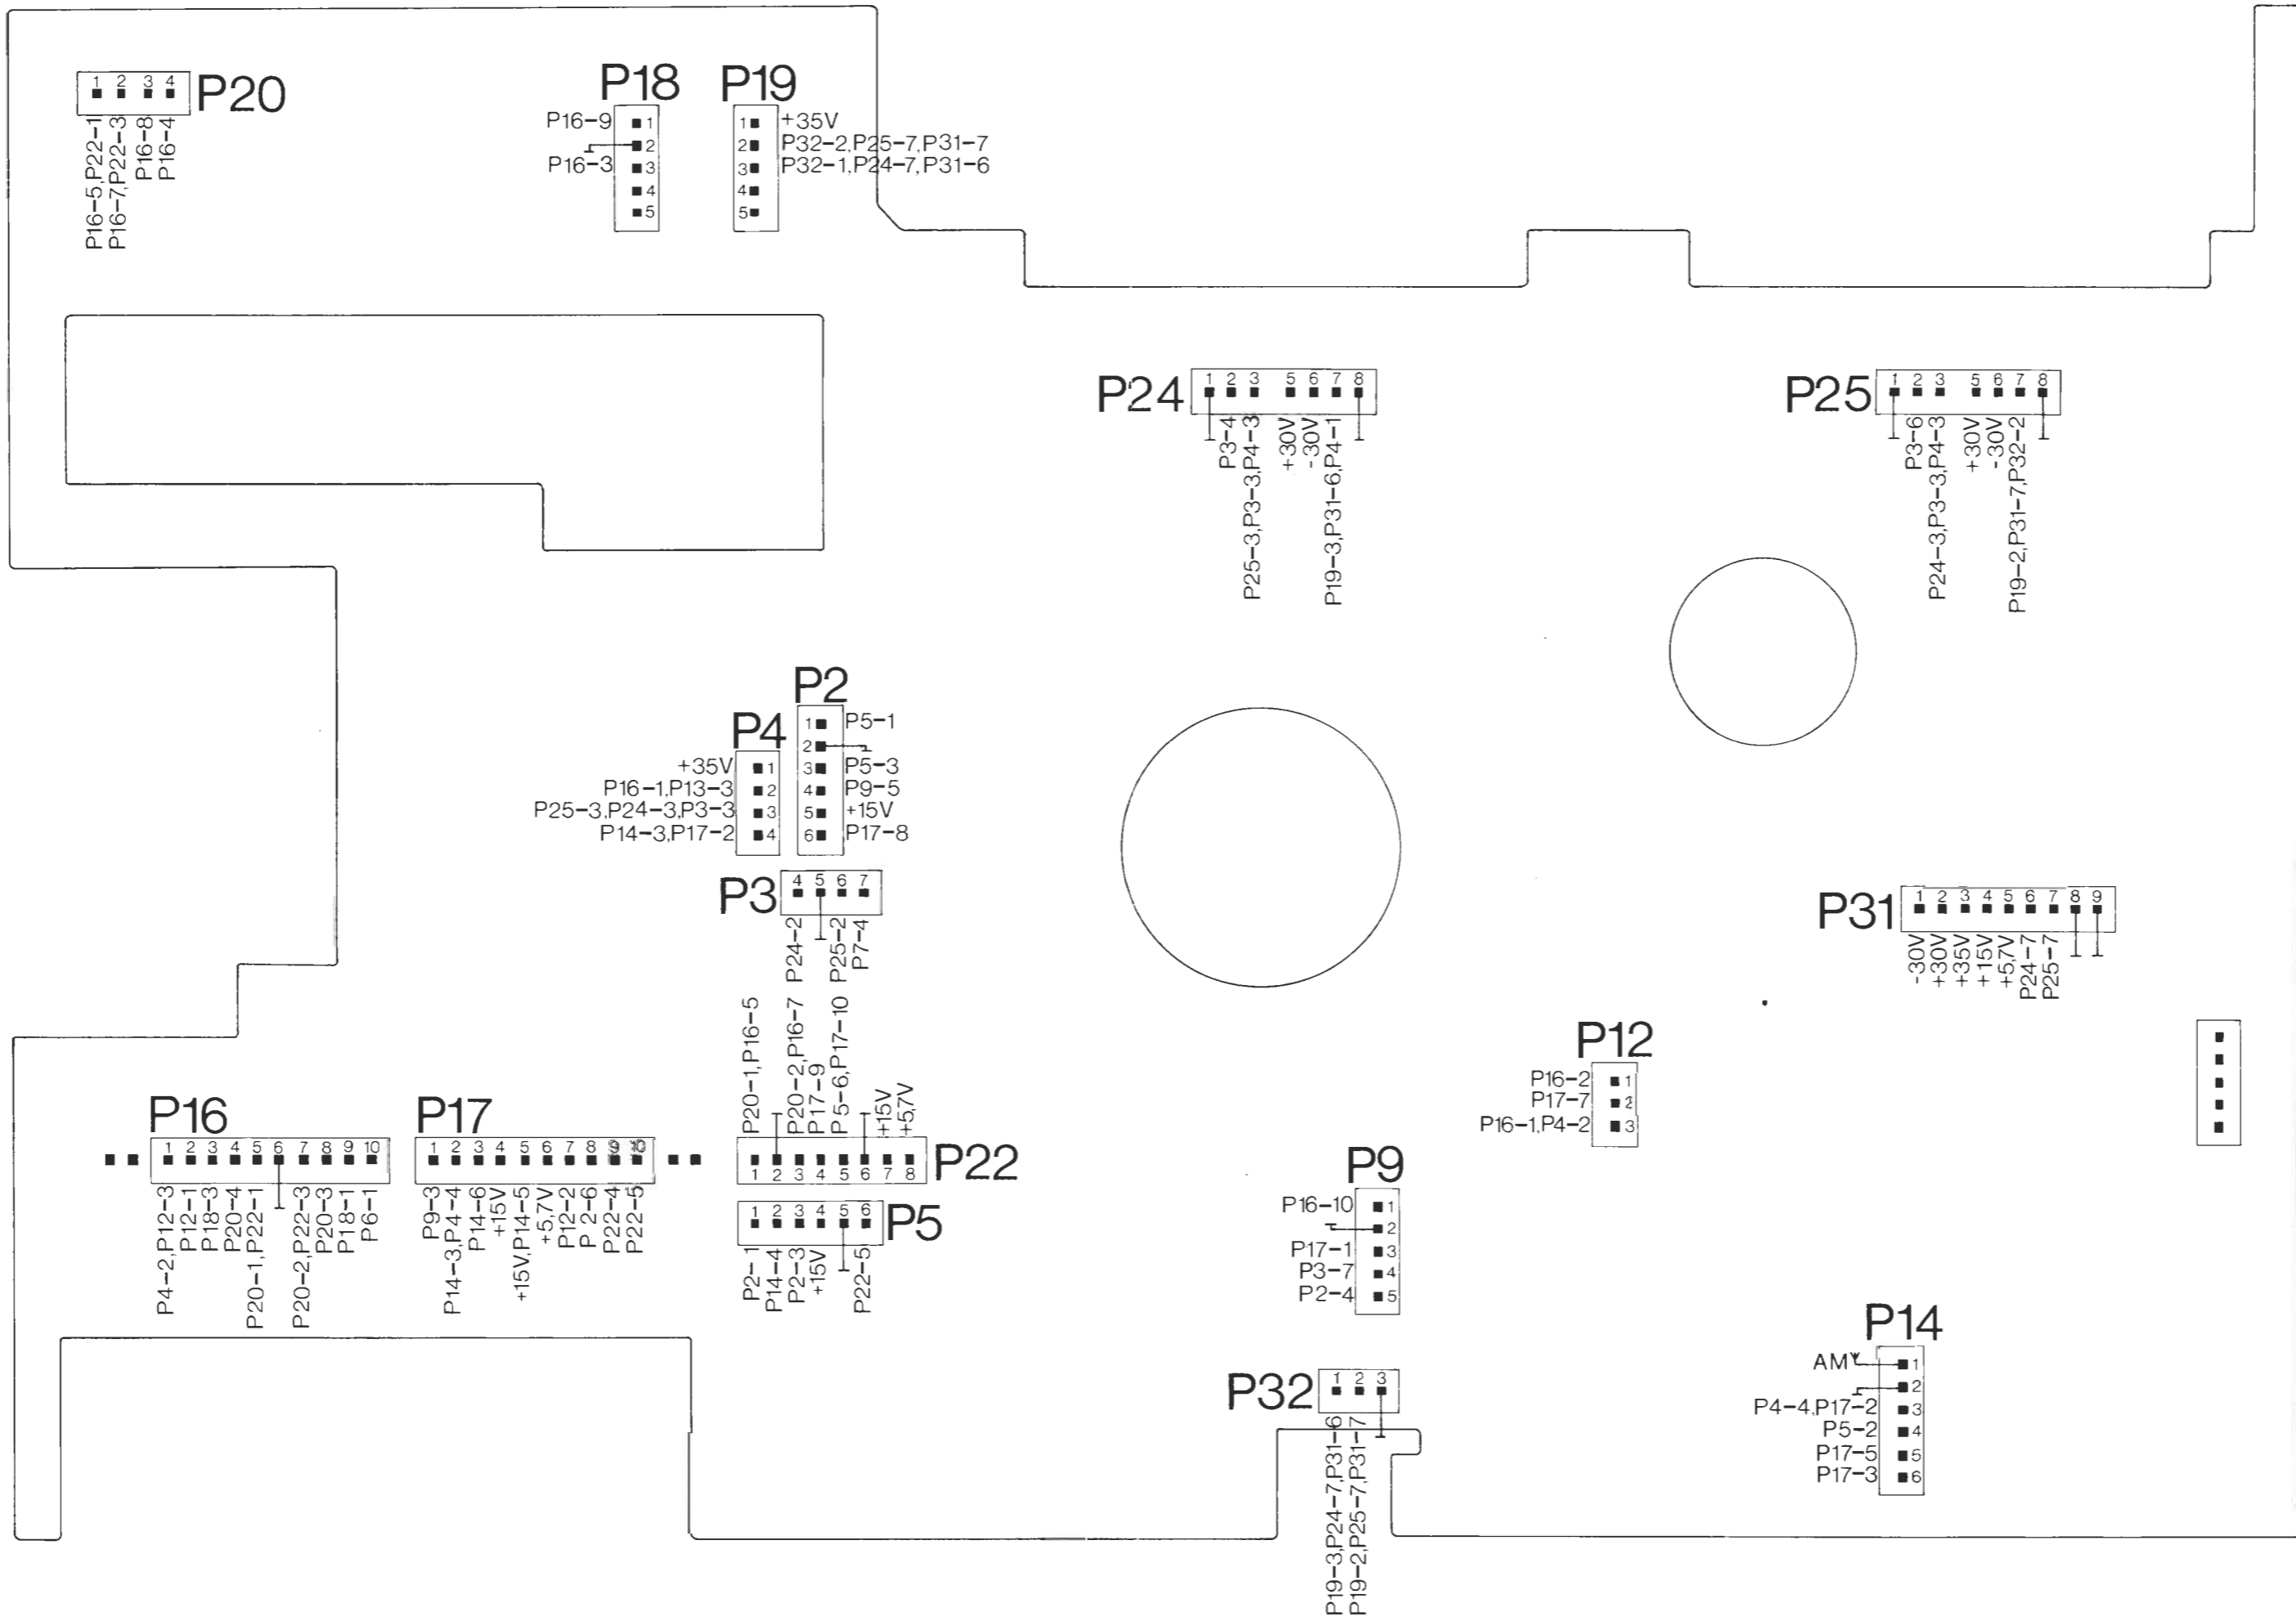 1 2 3 4
P20
P16-5,P22-1
P16-7,P22-3
P16-8
P16-4
P18
P16-9 1
2
P16-3 3
4
5
P19
1 +35V
2 P32-2,P25-7,P31-7
3 P32-1,P24-7,P31-6
4
5
P24
1 2 3 5 6 7 8
P3-4
P25-3,P3-3,P4-3
+30V
-30V
P19-3,P31-6,P4-1
P25
1 2 3 5 6 7 8
P3-6
P24-3,P3-3,P4-3
+30V
-30V
P19-2,P31-7,P32-2
P2
1 P5-1
2
3 P5-3
4 P9-5
5 +15V
6 P17-8
P4
+35V 1
P16-1,P13-3 2
P25-3,P24-3,P3-3 3
P14-3,P17-2 4
P3
4 5 6 7
P24-2
P25-2
P7-4
P31
1 2 3 4 5 6 7 8 9
-30V
+30V
+35V
+15V
+5,7V
P24-7
P25-7
P12
P16-2 1
P17-7 2
P16-1,P4-2 3
P16
1 2 3 4 5 6 7 8 9 10
P4-2,P12-3
P12-1
P18-3
P20-4
P20-1,P22-1
P20-2,P22-3
P20-3
P18-1
P6-1
P17
1 2 3 4 5 6 7 8 9 10
P9-3
P14-3,P4-4
P14-6
+15V
+15V,P14-5
+5,7V
P12-2
P2-6
P22-4
P22-5
P20-1,P16-5
P20-2,P16-7
P17-9
P5-6,P17-10
+15V
+5,7V
1 2 3 4 5 6 7 8
P22
1 2 3 4 5 6
P5
P2-1
P14-4
P2-3
+15V
P22-5
P9
P16-10 1
2
P17-1 3
P3-7 4
P2-4 5
P32
1 2 3
P19-3,P24-7,P31-6
P19-2,P25-7,P31-7
P14
AM 1
2
P4-4,P17-2 3
P5-2 4
P17-5 5
P17-3 6